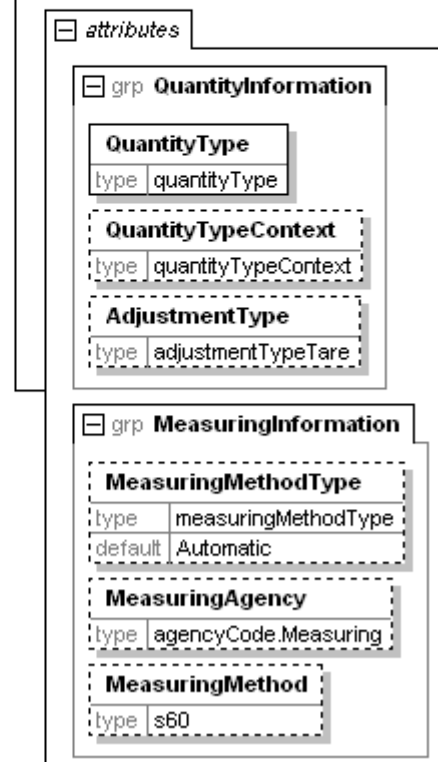 attributes
grp QuantityInformation
QuantityType
type quantityType
QuantityTypeContext
type quantityTypeContext
AdjustmentType
type adjustmentTypeTare
grp MeasuringInformation
MeasuringMethodType
type measuringMethodType
default Automatic
MeasuringAgency
type agencyCode.Measuring
MeasuringMethod
type s60